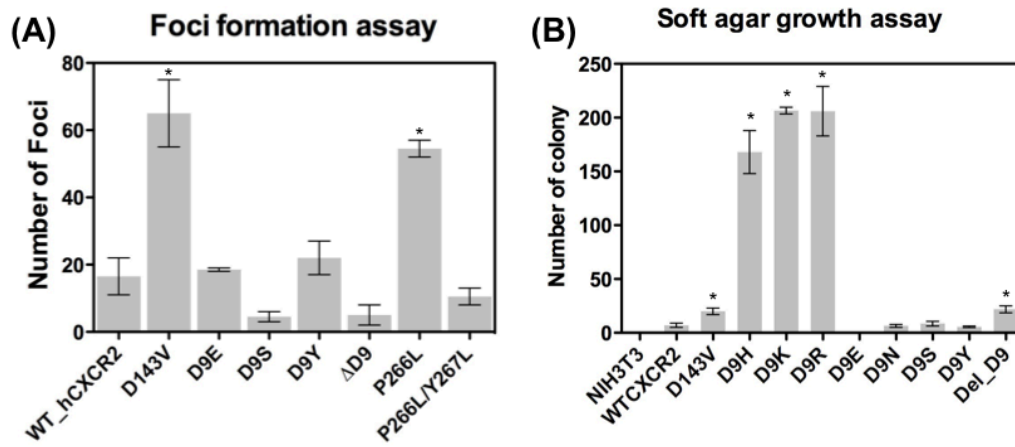 (A) Foci formation assay
Number of Foci
80
60
40
20
0
* *
WT_hCXCR2 D143V D9E D9S D9Y ΔD9 P266L P266L/Y267L
(B) Soft agar growth assay
Number of colony
250
200
150
100
50
0
* * * * *
NIH3T3 WTCXCR2 D143V D9H D9K D9R D9E D9N D9S D9Y Del_D9